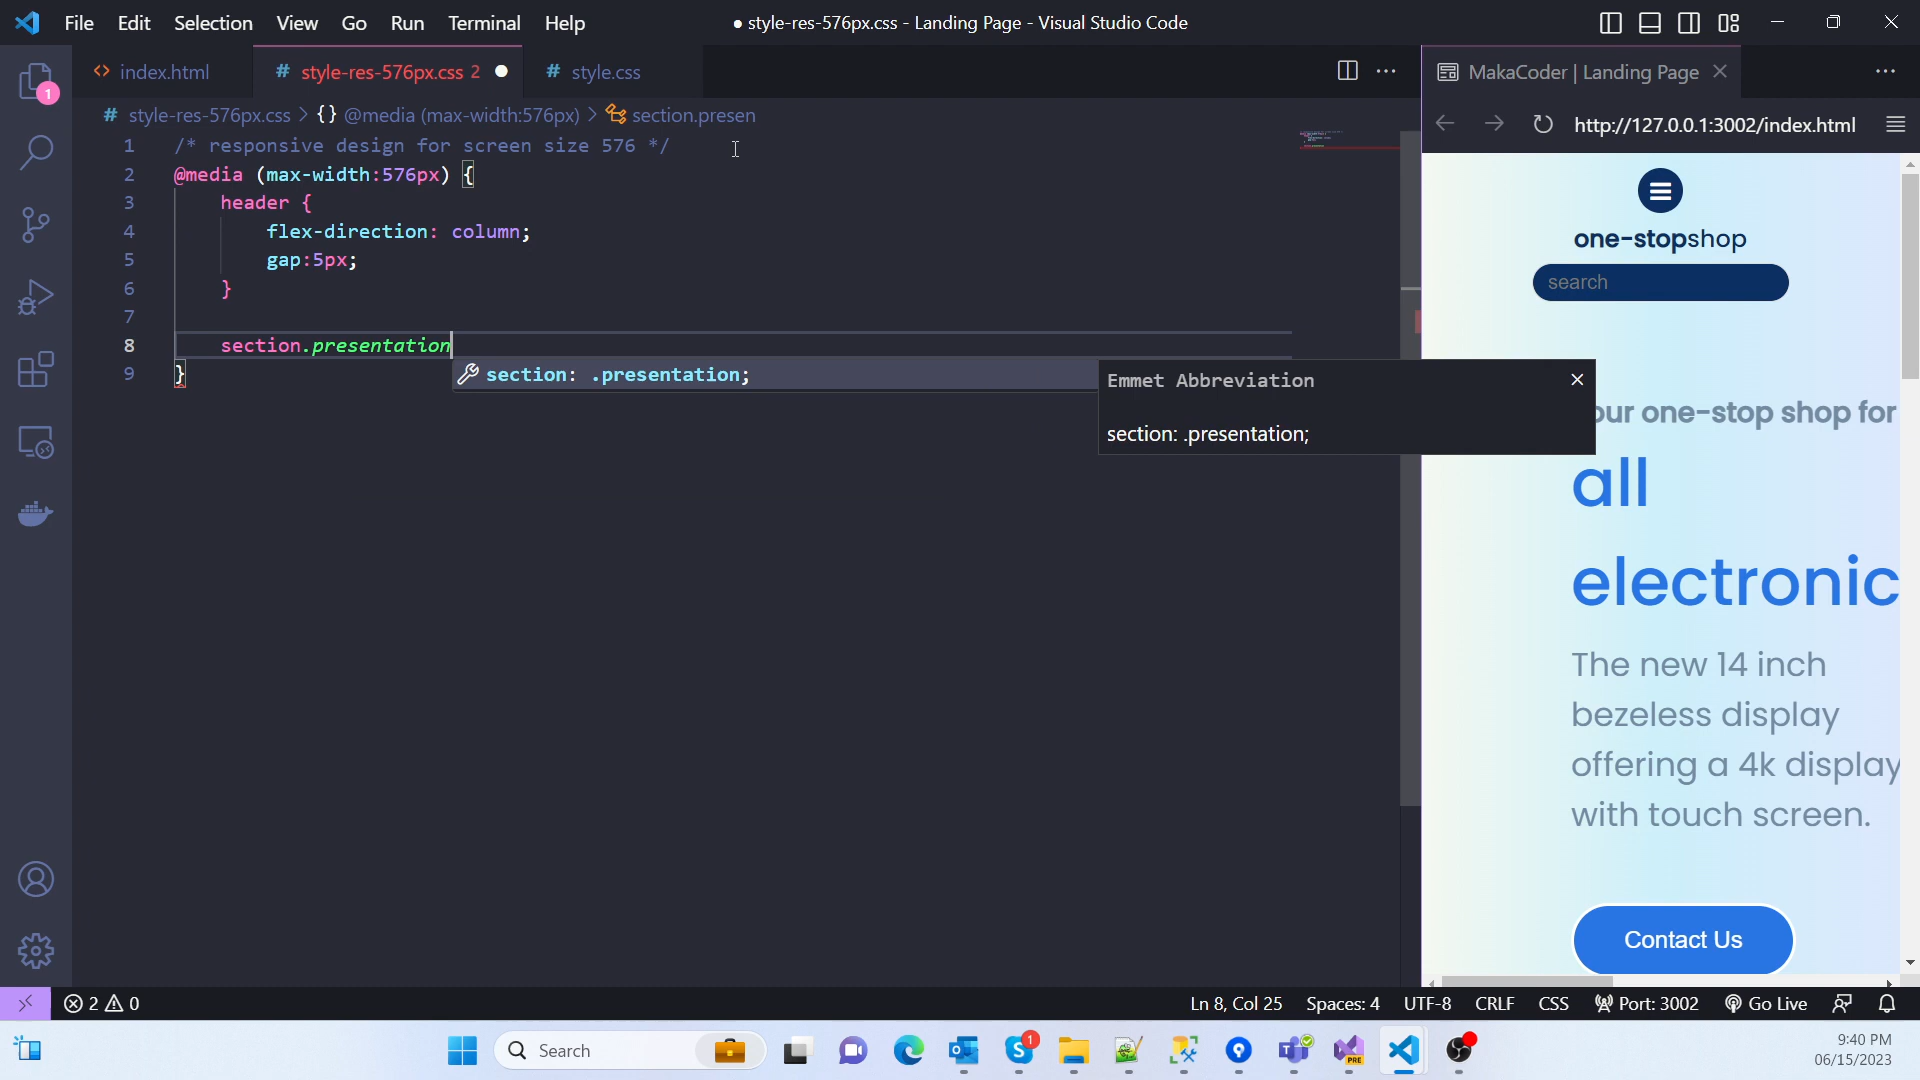 File Edit Selection View Go Run Terminal Help
● style-res-576px.css - Landing Page - Visual Studio Code
index.html
# style-res-576px.css 2
# style.css
MakaCoder | Landing Page
# style-res-576px.css > {} @media (max-width:576px) > section.presen
http://127.0.0.1:3002/index.html
1
1 /* responsive design for screen size 576 */
2 @media (max-width:576px) {
3 header {
4 flex-direction: column;
5 gap:5px;
6 }
7
8 section.presentation
9 }
section: .presentation;
Emmet Abbreviation
section: .presentation;
one-stopshop
search
our one-stop shop for
all
electronic
The new 14 inch
bezeless display
offering a 4k display
with touch screen.
Contact Us
2 0
Ln 8, Col 25 Spaces: 4 UTF-8 CRLF CSS Port: 3002 Go Live
Search
1
PRE
9:40 PM
06/15/2023